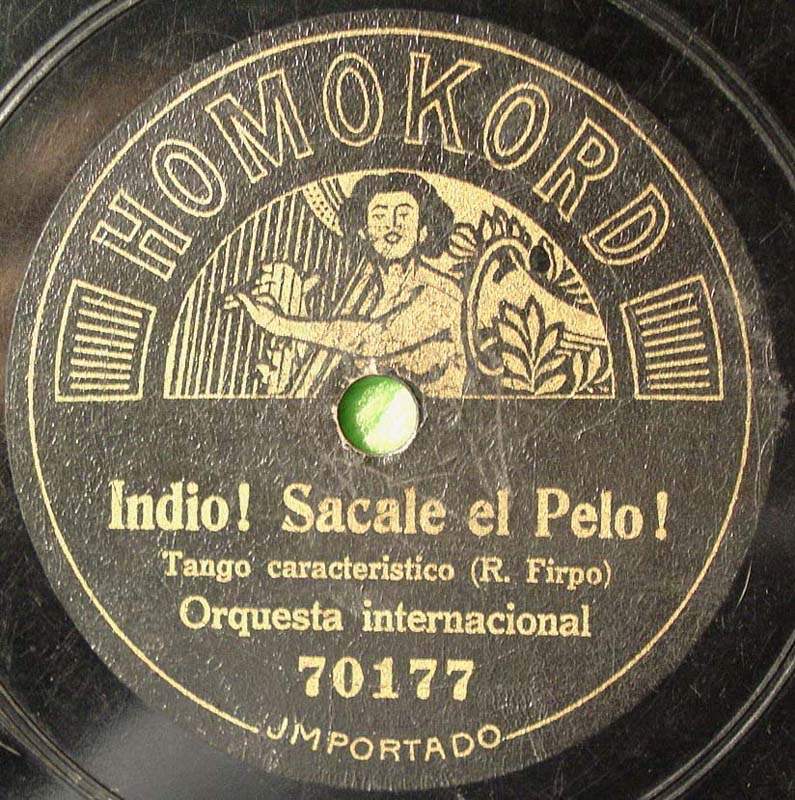 HOMOKORD
Indio! Sacale el Pelo!
Tango caracteristico (R. Firpo)
Orquesta internacional
70177
JMPORTADO